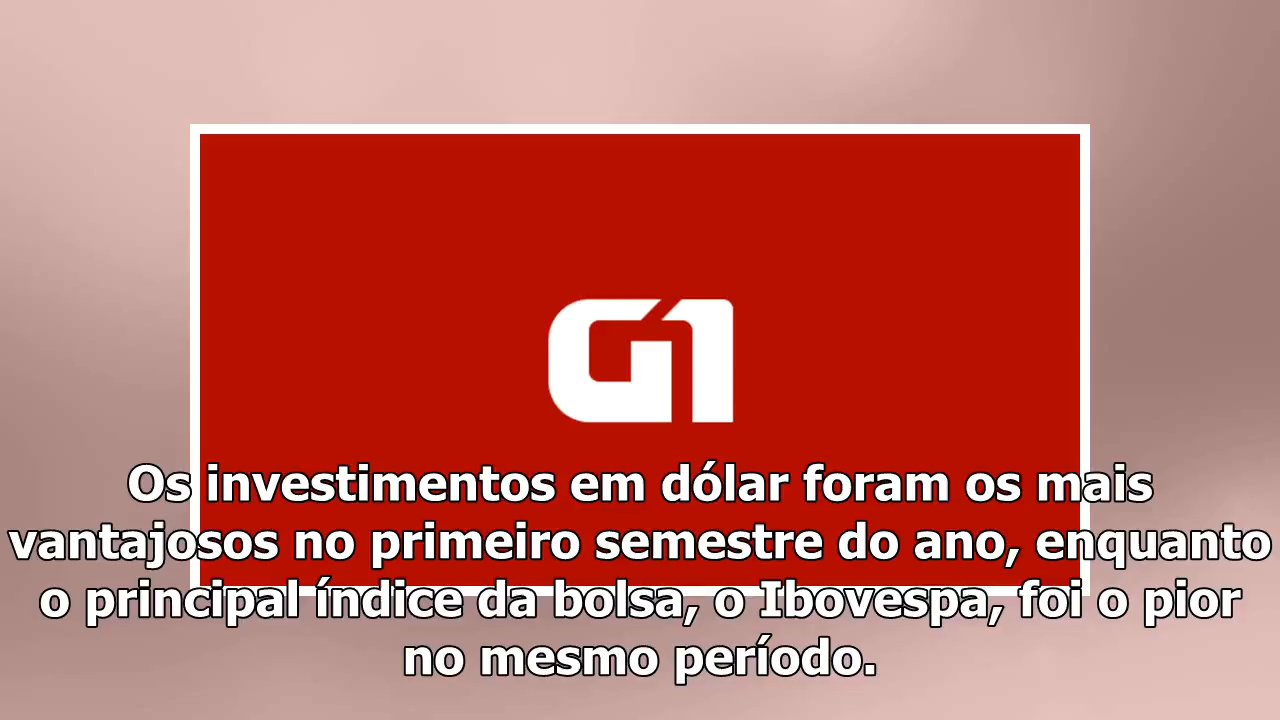 G1
Os investimentos em dólar foram os mais
vantajosos no primeiro semestre do ano, enquanto
o principal índice da bolsa, o Ibovespa, foi o pior
no mesmo período.